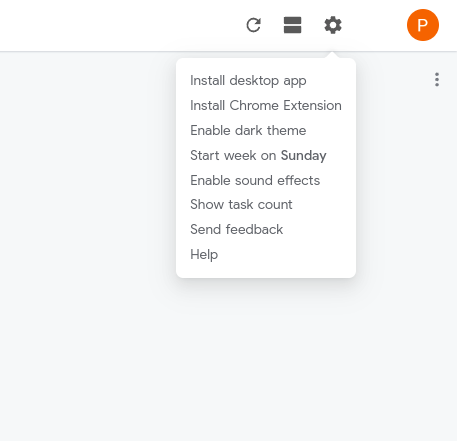 P
Install desktop app
Install Chrome Extension
Enable dark theme
Start week on Sunday
Enable sound effects
Show task count
Send feedback
Help